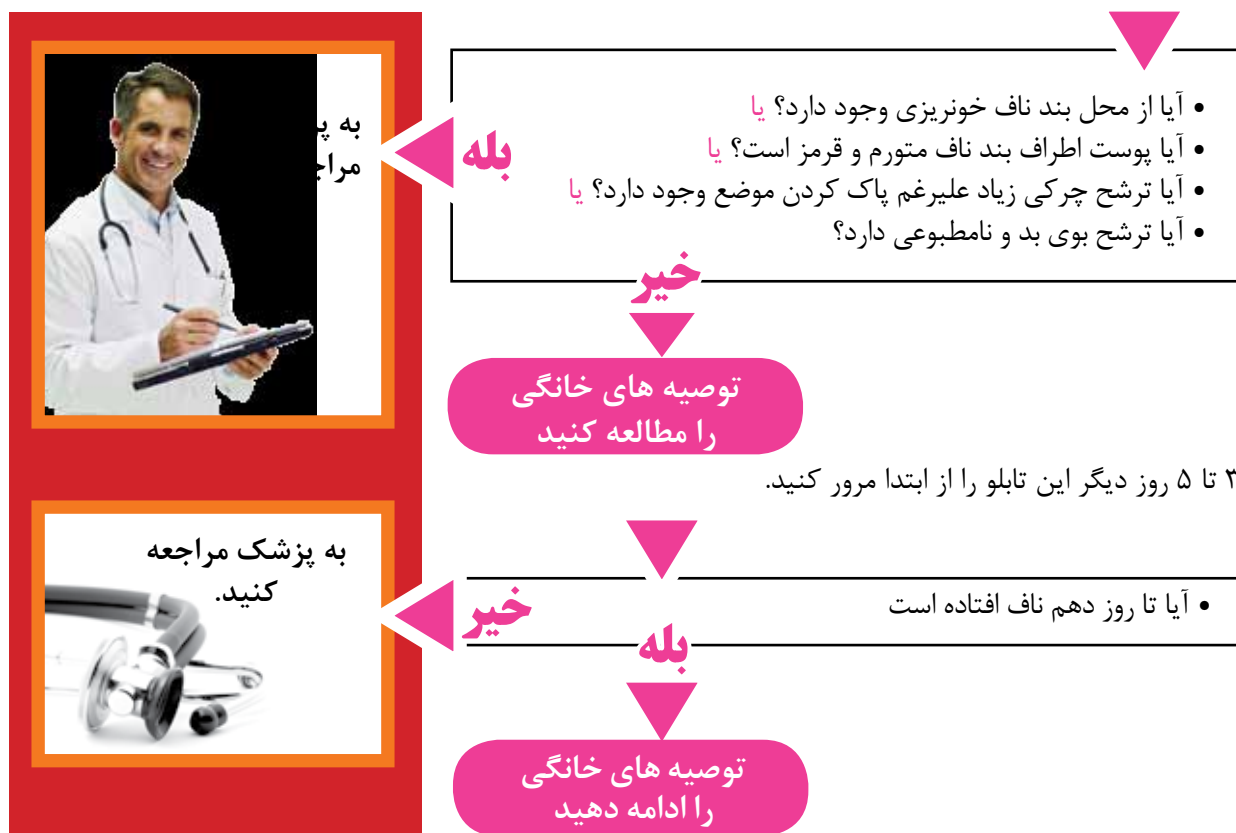 • آیا از محل بند ناف خونریزی وجود دارد؟ یا
• آیا پوست اطراف بند ناف متورم و قرمز است؟ یا
• آیا ترشح چرکی زیاد علیرغم پاک کردن موضع وجود دارد؟ یا
• آیا ترشح بوی بد و نامطبوعی دارد؟
بله
به
خیر
توصیه های خانگی
را مطالعه کنید
۳ تا ۵ روز دیگر این تابلو را از ابتدا مرور کنید.
• آیا تا روز دهم ناف افتاده است
خیر
به پزشک مراجعه
کنید.
بله
توصیه های خانگی
را ادامه دهید